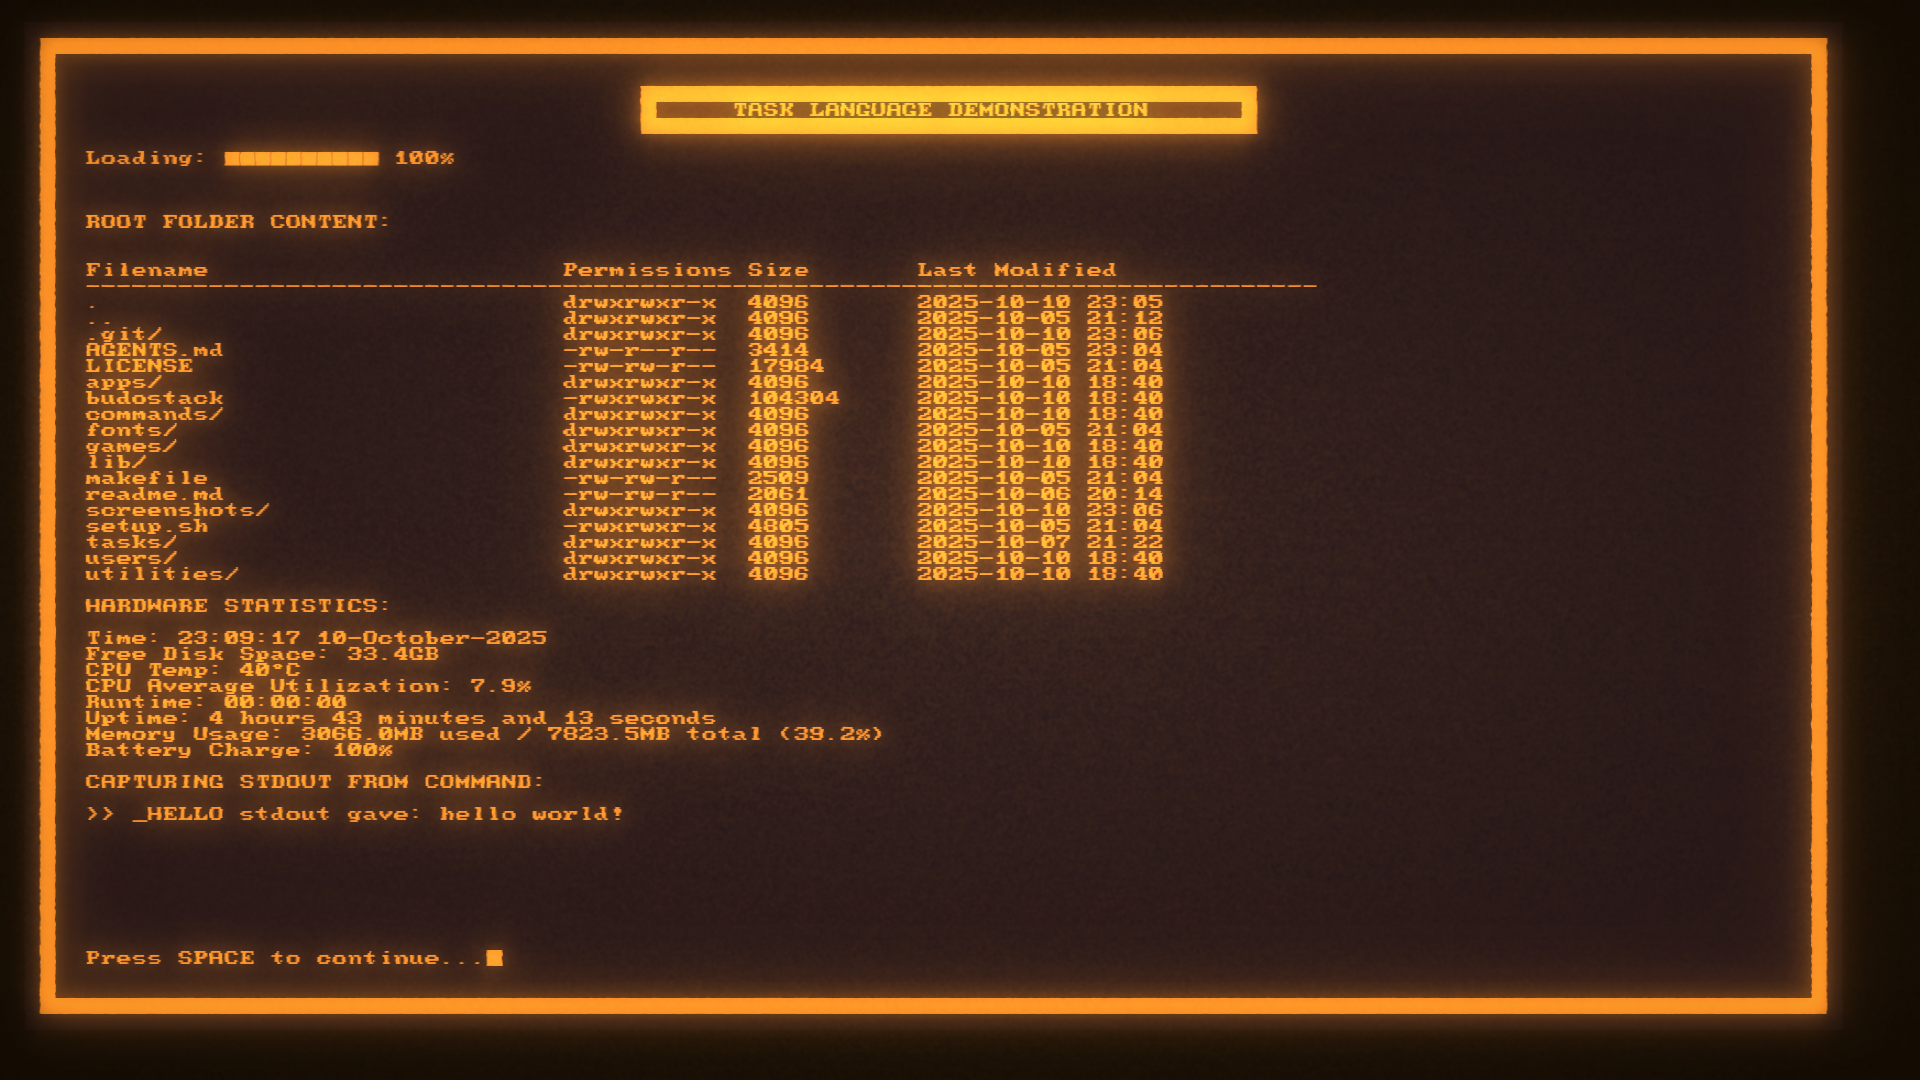 TASK LANGUAGE DEMONSTRATION
Loading: 100%
ROOT FOLDER CONTENT:
Filename Permissions Size Last Modified
--------------------------------------------------------------------------------
. drwxrwxr-x 4096 2025-10-10 23:05
.. drwxrwxr-x 4096 2025-10-05 21:12
.git/ drwxrwxr-x 4096 2025-10-10 23:06
AGENTS.md -rw-r--r-- 3414 2025-10-05 23:04
LICENSE -rw-rw-r-- 17984 2025-10-05 21:04
apps/ drwxrwxr-x 4096 2025-10-10 18:40
budostack -rwxrwxr-x 104304 2025-10-10 18:40
commands/ drwxrwxr-x 4096 2025-10-10 18:40
fonts/ drwxrwxr-x 4096 2025-10-05 21:04
games/ drwxrwxr-x 4096 2025-10-10 18:40
lib/ drwxrwxr-x 4096 2025-10-10 18:40
makefile -rw-rw-r-- 2509 2025-10-05 21:04
readme.md -rw-rw-r-- 2061 2025-10-06 20:14
screenshots/ drwxrwxr-x 4096 2025-10-10 23:06
setup.sh -rwxrwxr-x 4805 2025-10-05 21:04
tasks/ drwxrwxr-x 4096 2025-10-07 21:22
users/ drwxrwxr-x 4096 2025-10-10 18:40
utilities/ drwxrwxr-x 4096 2025-10-10 18:40
HARDWARE STATISTICS:
Time: 23:09:17 10-October-2025
Free Disk Space: 33.4GB
CPU Temp: 40°C
CPU Average Utilization: 7.9%
Runtime: 00:00:00
Uptime: 4 hours 43 minutes and 13 seconds
Memory Usage: 3066.0MB used / 7823.5MB total (39.2%)
Battery Charge: 100%
CAPTURING STDOUT FROM COMMAND:
>> _HELLO stdout gave: hello world!
Press SPACE to continue...